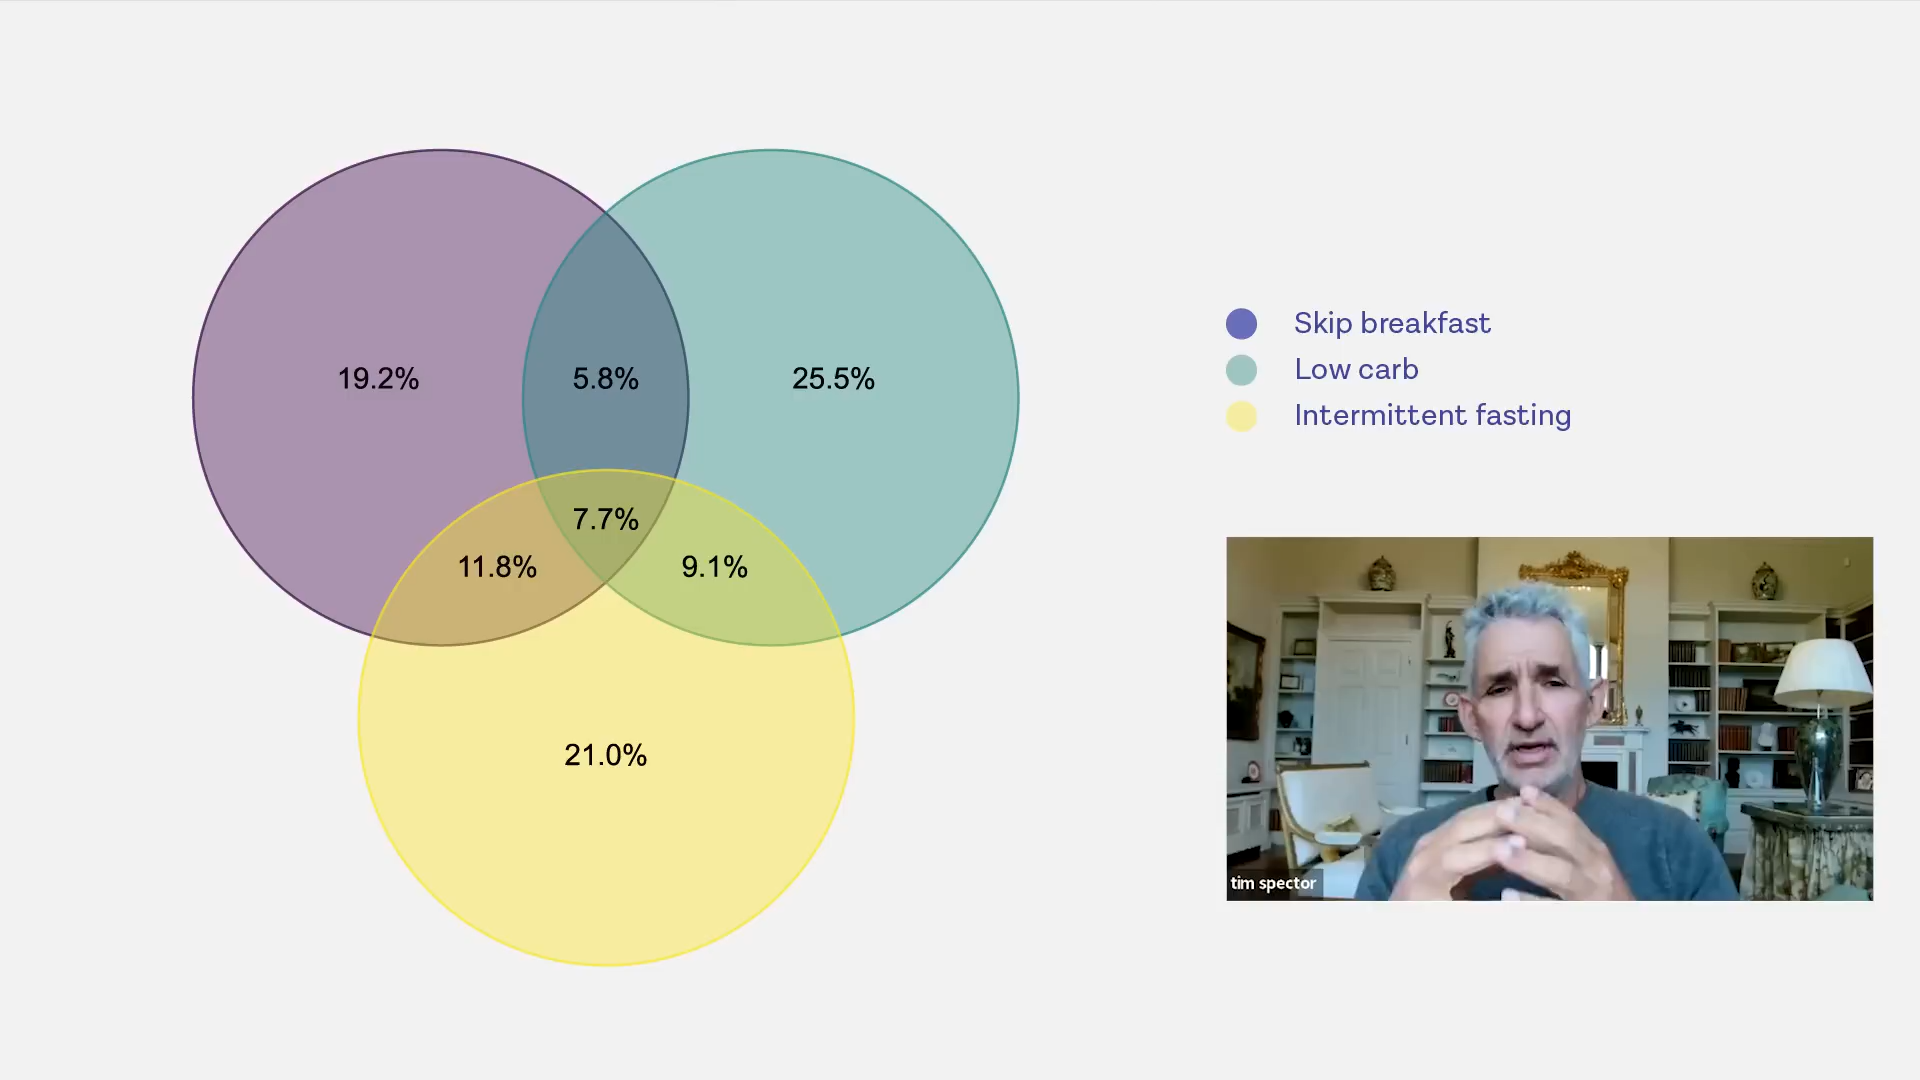 19.2%
5.8%
25.5%
7.7%
11.8%
9.1%
21.0%
Skip breakfast
Low carb
Intermittent fasting
tim spector